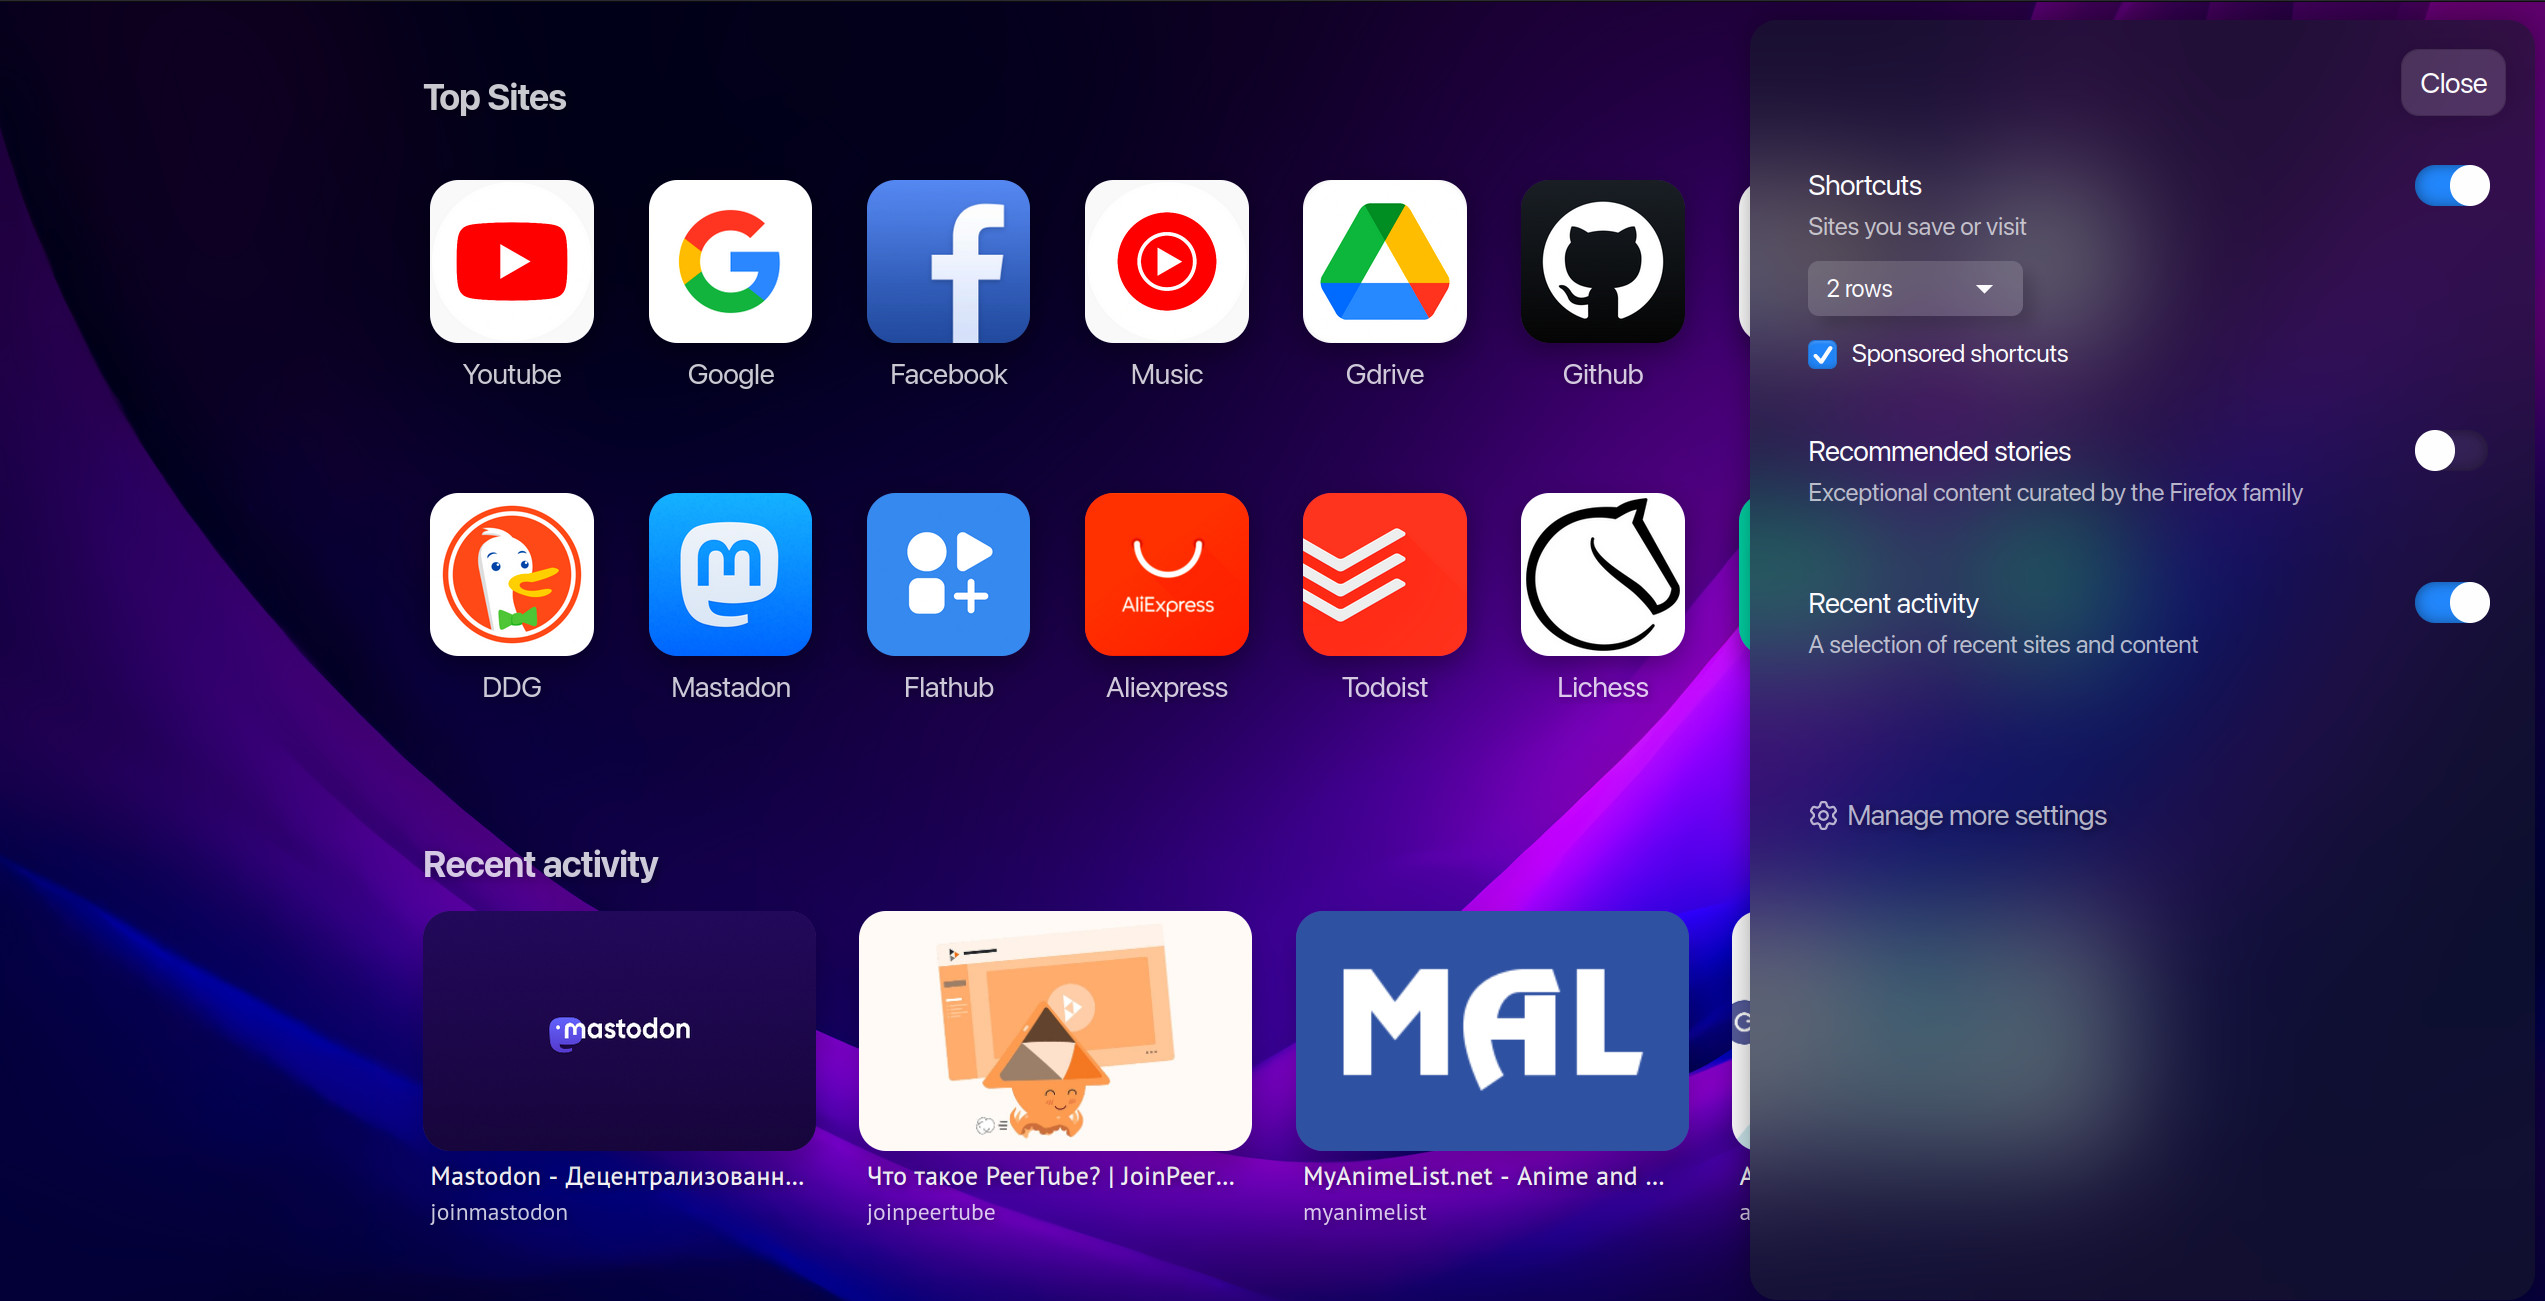 Top Sites
Youtube
Google
Facebook
Music
Gdrive
Github
AliExpress
DDG
Mastadon
Flathub
Aliexpress
Todoist
Lichess
Recent activity
mastodon
MAL
Mastodon - Децентрализованн...
Что такое PeerTube? | JoinPeer...
MyAnimeList.net - Anime and ...
joinmastodon
joinpeertube
myanimelist
Close
Shortcuts
Sites you save or visit
2 rows
Sponsored shortcuts
Recommended stories
Exceptional content curated by the Firefox family
Recent activity
A selection of recent sites and content
Manage more settings